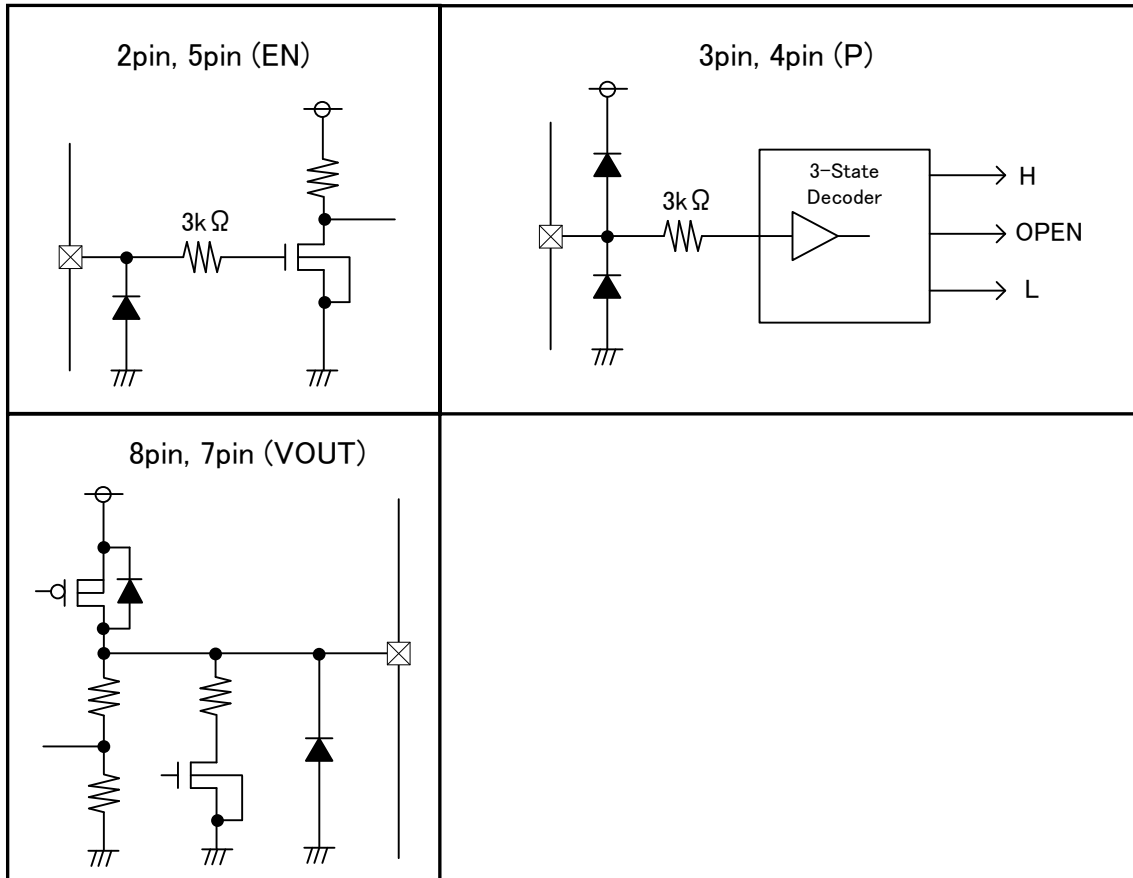 2pin, 5pin (EN)
3kΩ
3pin, 4pin (P)
3kΩ
3-State
Decoder
H
OPEN
L
8pin, 7pin (VOUT)